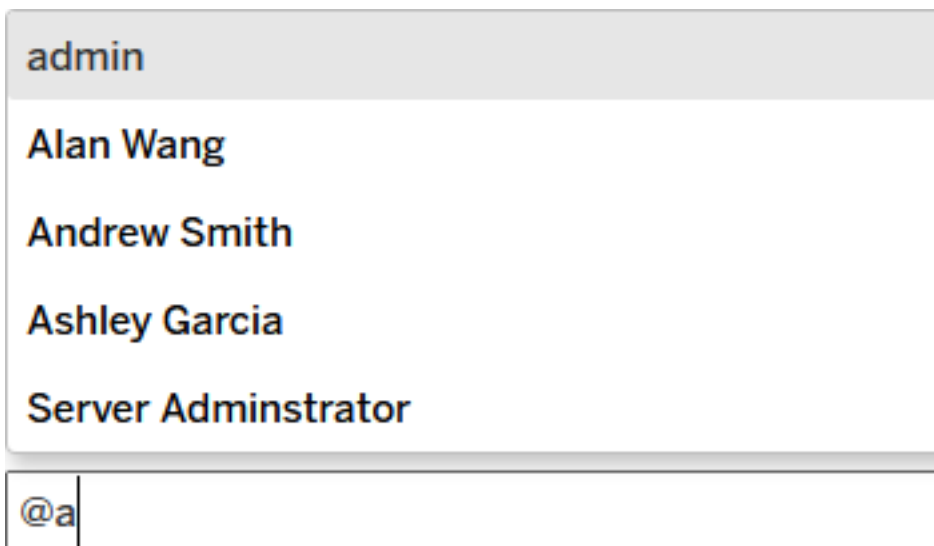 admin
Alan Wang
Andrew Smith
Ashley Garcia
Server Adminstrator
@a